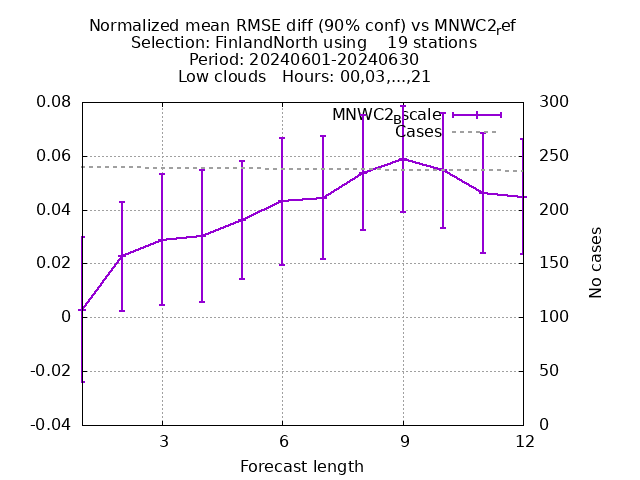 Normalized mean RMSE diff (90% conf) vs MNWC2ref
Selection: FinlandNorth using    19 stations
Period: 20240601-20240630
Low clouds   Hours: 00,03,...,21
MNWC2Bscale
Cases
0.08
0.06
0.04
0.02
0
-0.02
-0.04
300
250
200
150
100
50
0
No cases
3
6
9
12
Forecast length